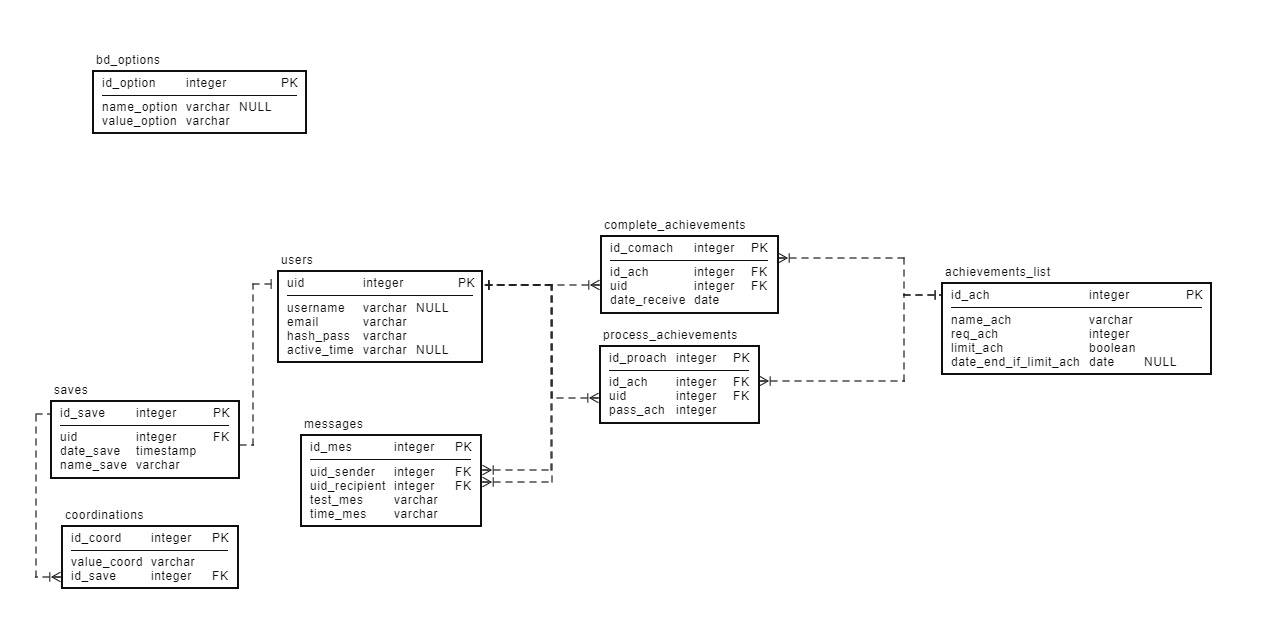 bd_options
id_option integer PK
name_option varchar NULL
value_option varchar
complete_achievements
id_comach integer PK
id_ach integer FK
uid integer FK
date_receive date
users
uid integer PK
username varchar NULL
email varchar
hash_pass varchar
active_time varchar NULL
achievements_list
id_ach integer PK
name_ach varchar
req_ach integer
limit_ach boolean
date_end_if_limit_ach date NULL
process_achievements
id_proach integer PK
id_ach integer FK
uid integer FK
pass_ach integer
saves
id_save integer PK
uid integer FK
date_save timestamp
name_save varchar
messages
id_mes integer PK
uid_sender integer FK
uid_recipient integer FK
test_mes varchar
time_mes varchar
coordinations
id_coord integer PK
value_coord varchar
id_save integer FK